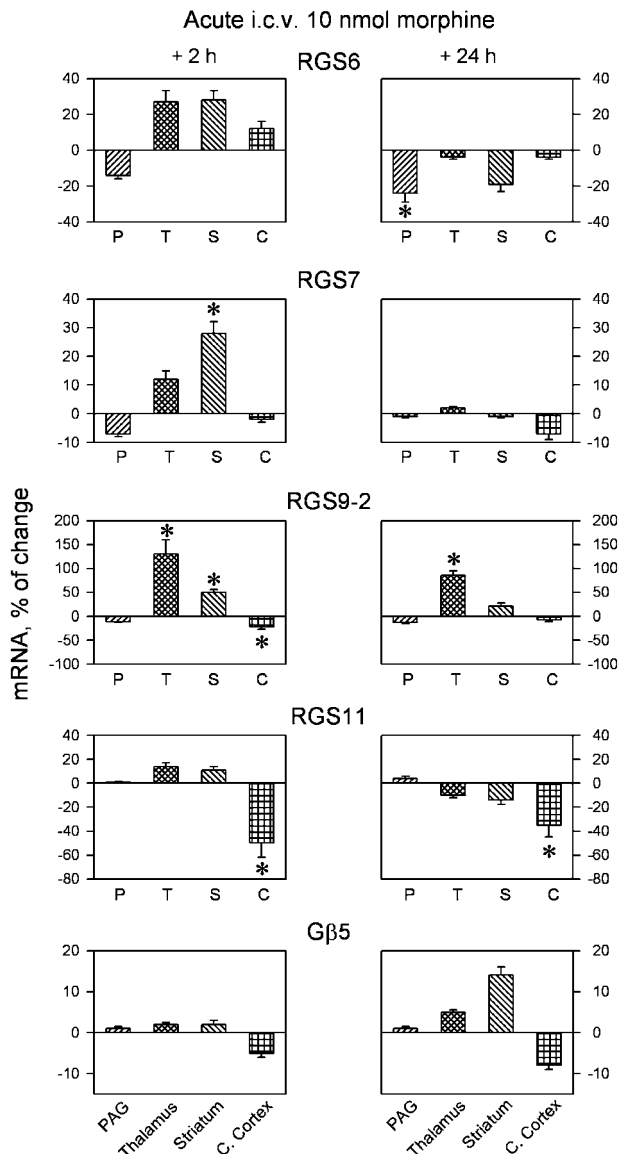 Acute i.c.v. 10 nmol morphine
+ 2 h
+ 24 h
RGS6
40
20
0
-20
-40
P T S C
*
P T S C
40
20
0
-20
-40
RGS7
40
30
20
10
0
-10
*
P T S C
P T S C
40
30
20
10
0
-10
mRNA, % of change
RGS9-2
200
150
100
50
0
-50
-100
*
*
*
P T S C
*
P T S C
200
150
100
50
0
-50
-100
RGS11
40
20
0
-20
-40
-60
-80
*
P T S C
*
P T S C
40
20
0
-20
-40
-60
-80
Gβ5
20
10
0
-10
PAG
Thalamus
Striatum
C. Cortex
20
10
0
-10
PAG
Thalamus
Striatum
C. Cortex